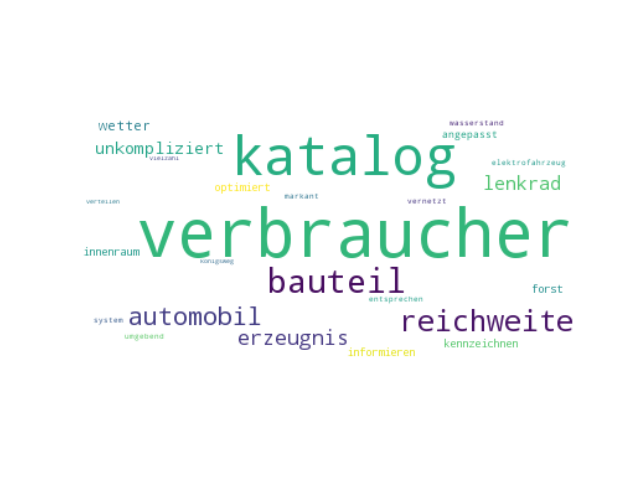 wasserstand
wetter
angepasst
katalog
unkompliziert
vielzahl
elektrofahrzeug
lenkrad
optimiert
markant
vernetzt
verteilen
verbraucher
innenraum
königsweg
bauteil
forst
entsprechen
automobil
system
reichweite
erzeugnis
umgebend
kennzeichnen
informieren